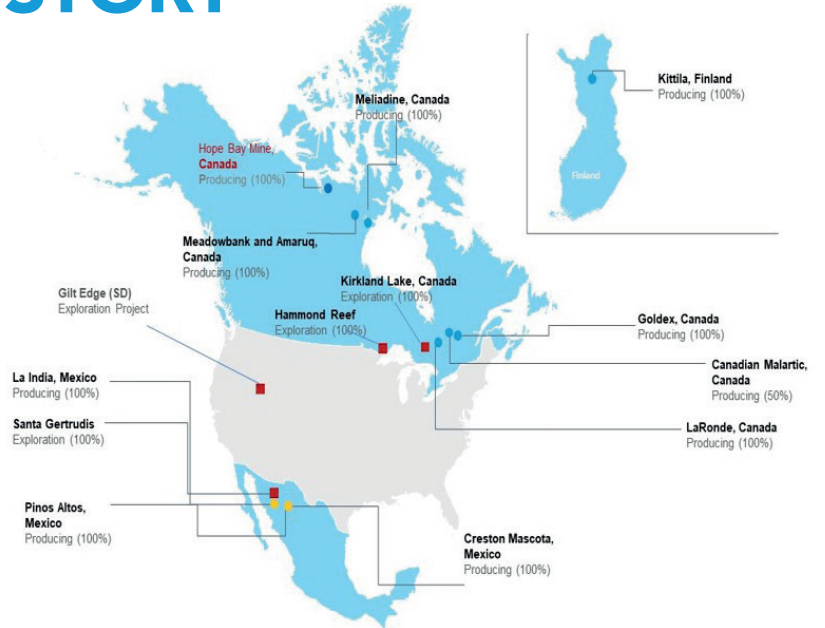 STORY
Meliadine, Canada
Producing (100%)
Kittila, Finland
Producing (100%)
Hope Bay Mine,
Canada
Producing (100%)
Finland
Meadowbank and Amaruq,
Canada
Producing (100%)
Kirkland Lake, Canada
Exploration (100%)
Gilt Edge (SD)
Exploration Project
Hammond Reef
Exploration (100%)
Goldex, Canada
Producing (100%)
Canadian Malartic,
Canada
Producing (50%)
La India, Mexico
Producing (100%)
Santa Gertrudis
Exploration (100%)
LaRonde, Canada
Producing (100%)
Pinos Altos,
Mexico
Producing (100%)
Creston Mascota,
Mexico
Producing (100%)